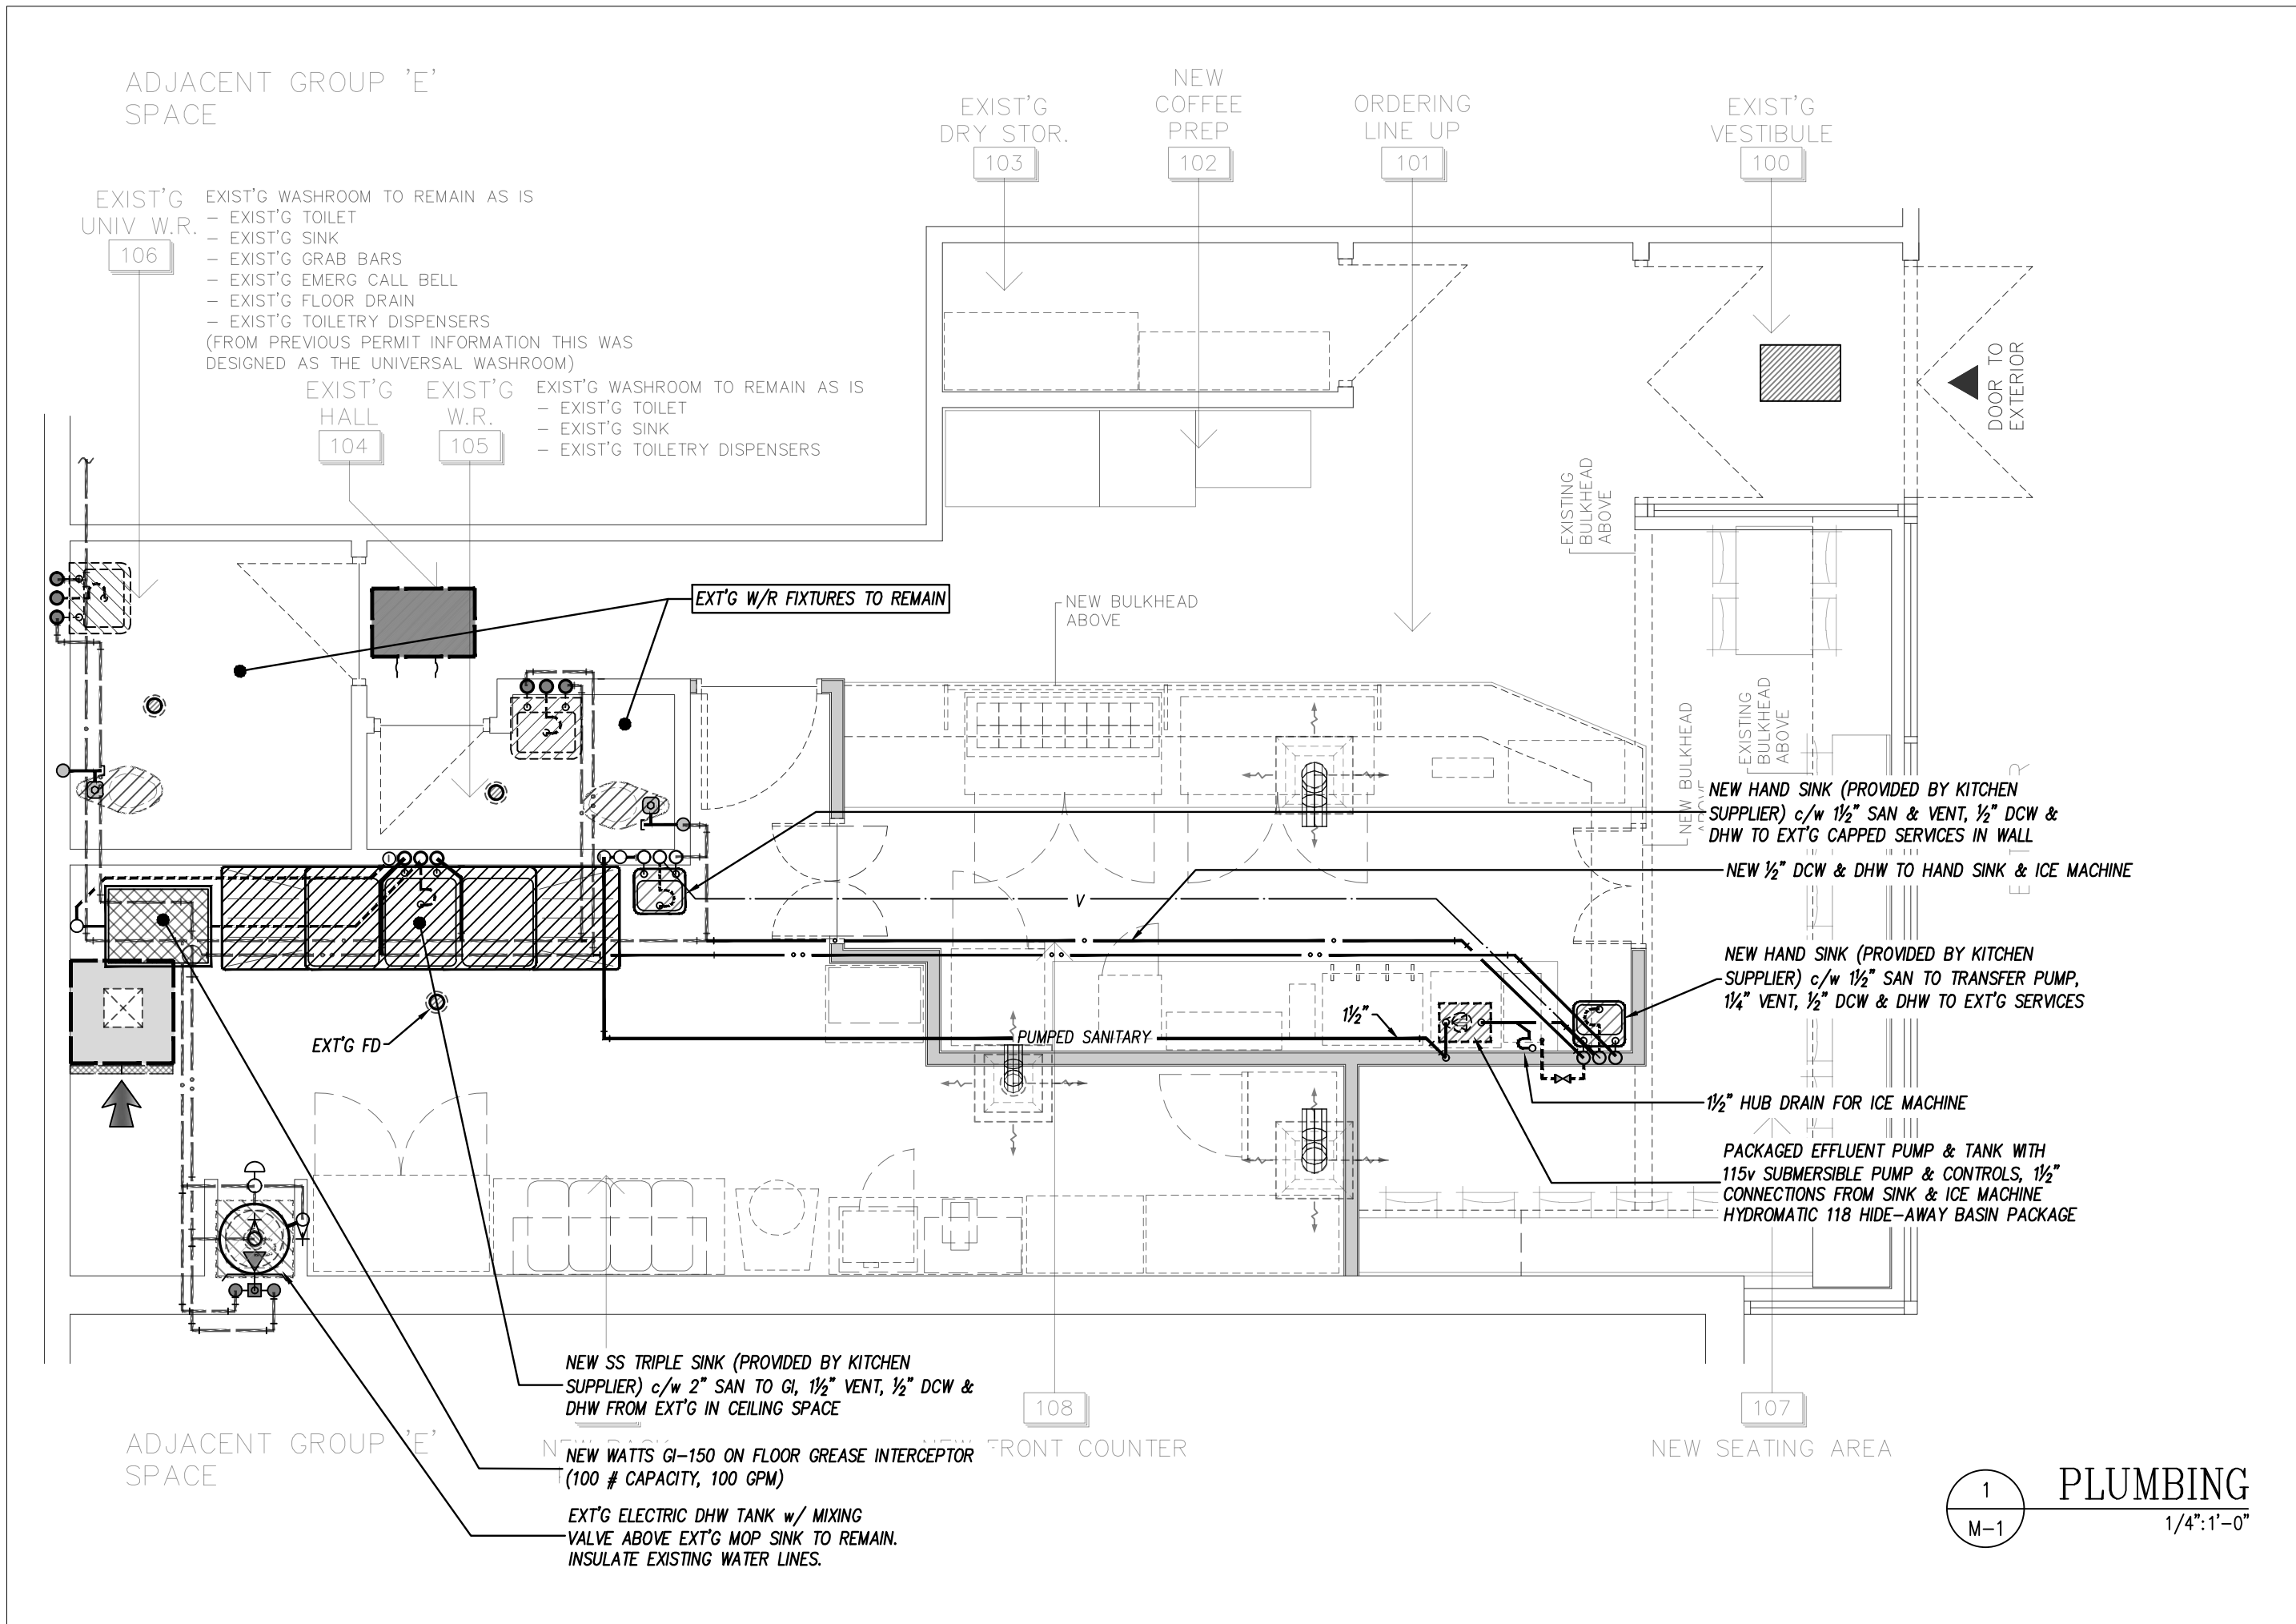 ADJACENT GROUP 'E'
SPACE
EXIST'G
DRY STOR.
103
NEW
COFFEE
PREP
102
ORDERING
LINE UP
101
EXIST'G
VESTIBULE
100
EXIST'G
UNIV W.R.
106
EXIST'G WASHROOM TO REMAIN AS IS
- EXIST'G TOILET
- EXIST'G SINK
- EXIST'G GRAB BARS
- EXIST'G EMERG CALL BELL
- EXIST'G FLOOR DRAIN
- EXIST'G TOILETRY DISPENSERS
(FROM PREVIOUS PERMIT INFORMATION THIS WAS
DESIGNED AS THE UNIVERSAL WASHROOM)
EXIST'G
HALL
104
EXIST'G
W.R.
105
EXIST'G WASHROOM TO REMAIN AS IS
- EXIST'G TOILET
- EXIST'G SINK
- EXIST'G TOILETRY DISPENSERS
DOOR TO
EXTERIOR
EXISTING
BULKHEAD
ABOVE
EXT'G W/R FIXTURES TO REMAIN
NEW BULKHEAD
ABOVE
NEW BULKHEAD
EXISTING
BULKHEAD
ABOVE
NEW HAND SINK (PROVIDED BY KITCHEN
SUPPLIER) c/w 1½" SAN & VENT, ½" DCW &
DHW TO EXT'G CAPPED SERVICES IN WALL
NEW ½" DCW & DHW TO HAND SINK & ICE MACHINE
V
NEW HAND SINK (PROVIDED BY KITCHEN
SUPPLIER) c/w 1½" SAN TO TRANSFER PUMP,
1¼" VENT, ½" DCW & DHW TO EXT'G SERVICES
1½"
PUMPED SANITARY
EXT'G FD
1½" HUB DRAIN FOR ICE MACHINE
PACKAGED EFFLUENT PUMP & TANK WITH
115v SUBMERSIBLE PUMP & CONTROLS, 1½"
CONNECTIONS FROM SINK & ICE MACHINE
HYDROMATIC 118 HIDE-AWAY BASIN PACKAGE
NEW SS TRIPLE SINK (PROVIDED BY KITCHEN
SUPPLIER) c/w 2" SAN TO GI, 1½" VENT, ½" DCW &
DHW FROM EXT'G IN CEILING SPACE
108
NEW FRONT COUNTER
107
NEW SEATING AREA
ADJACENT GROUP 'E'
SPACE
NEW WATTS GI-150 ON FLOOR GREASE INTERCEPTOR
(100 # CAPACITY, 100 GPM)
EXT'G ELECTRIC DHW TANK w/ MIXING
VALVE ABOVE EXT'G MOP SINK TO REMAIN.
INSULATE EXISTING WATER LINES.
1
M-1
PLUMBING
1/4":1'-0"